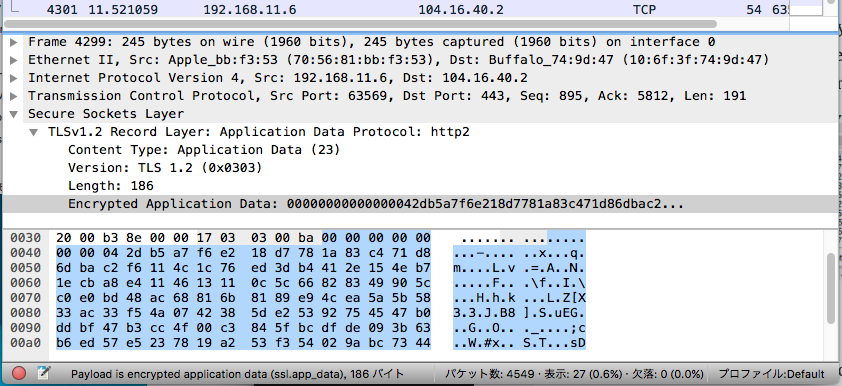 4301 11.521059 192.168.11.6 104.16.40.2 TCP 54 635
Frame 4299: 245 bytes on wire (1960 bits), 245 bytes captured (1960 bits) on interface 0
Ethernet II, Src: Apple_bb:f3:53 (70:56:81:bb:f3:53), Dst: Buffalo_74:9d:47 (10:6f:3f:74:9d:47)
Internet Protocol Version 4, Src: 192.168.11.6, Dst: 104.16.40.2
Transmission Control Protocol, Src Port: 63569, Dst Port: 443, Seq: 895, Ack: 5812, Len: 191
Secure Sockets Layer
TLSv1.2 Record Layer: Application Data Protocol: http2
Content Type: Application Data (23)
Version: TLS 1.2 (0x0303)
Length: 186
Encrypted Application Data: 00000000000000042db5a7f6e218d7781a83c471d86dbac2...
0030 20 00 b3 8e 00 00 17 03 03 00 ba 00 00 00 00 00 ....... .........
0040 00 00 04 2d b5 a7 f6 e2 18 d7 78 1a 83 c4 71 d8 ...-.... ..x...q.
0050 6d ba c2 f6 11 4c 1c 76 ed 3d b4 41 2e 15 4e b7 m....L.v .=.A..N.
0060 1e cb a8 e4 11 46 13 11 0c 5c 66 82 83 49 90 5c .....F.. .\f..I.\
0070 c0 e0 bd 48 ac 68 81 6b 81 89 e9 4c ea 5a 5b 58 ...H.h.k ...L.Z[X
0080 33 ac 33 f5 4a 07 42 38 5d e2 53 92 75 45 47 b0 3.3.J.B8 ].S.uEG.
0090 dd bf 47 b3 cc 4f 00 c3 84 5f bc df de 09 3b 63 ..G..O.. ._....;c
00a0 b6 ed 57 e5 23 78 19 a2 53 f3 54 02 9a bc 73 44 ..W.#x.. S.T...sD
Payload is encrypted application data (ssl.app_data), 186 バイト パケット数: 4549 · 表示: 27 (0.6%) · 欠落: 0 (0.0%) プロファイル:Default